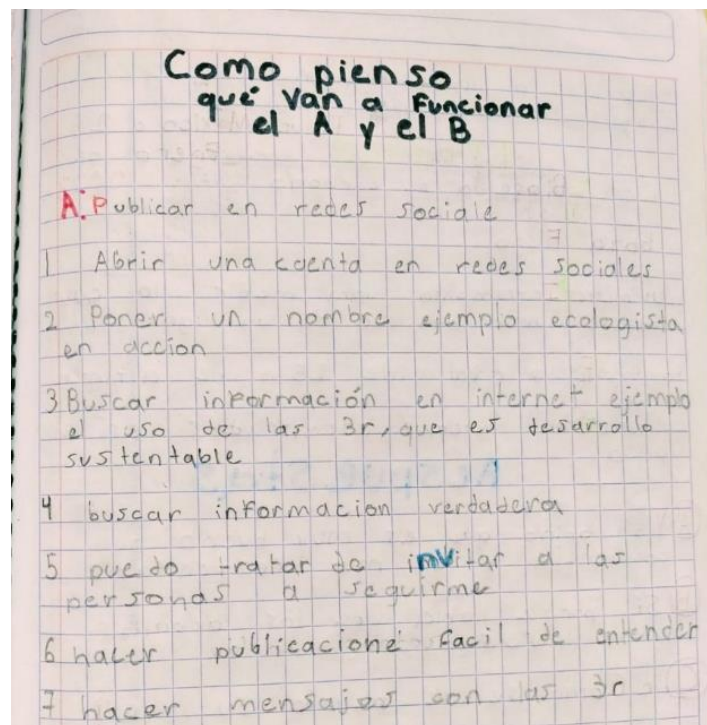 Como pienso
que van a Funcionar
el A y el B
A: Publicar en redes sociale
1 Abrir una cuenta en redes sociales
2 Poner un nombre ejemplo ecologista
en accion
3 Buscar información en internet ejemplo
el uso de las 3r, que es desarrollo
sustentable
4 buscar informacion verdadera
5 puedo tratar de invitar a las
personas a seguirme
6 hacer publicacione facil de entender
7 hacer mensajes con las 3r